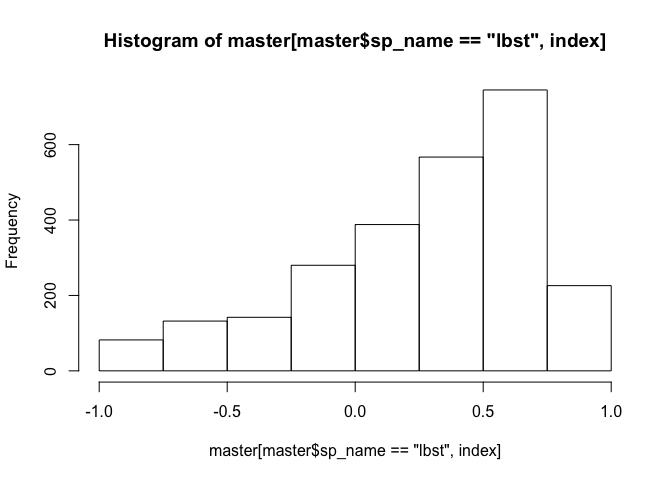 Histogram of master[master$sp_name == "lbst", index]
Frequency
600
400
200
0
-1.0 -0.5 0.0 0.5 1.0
master[master$sp_name == "lbst", index]